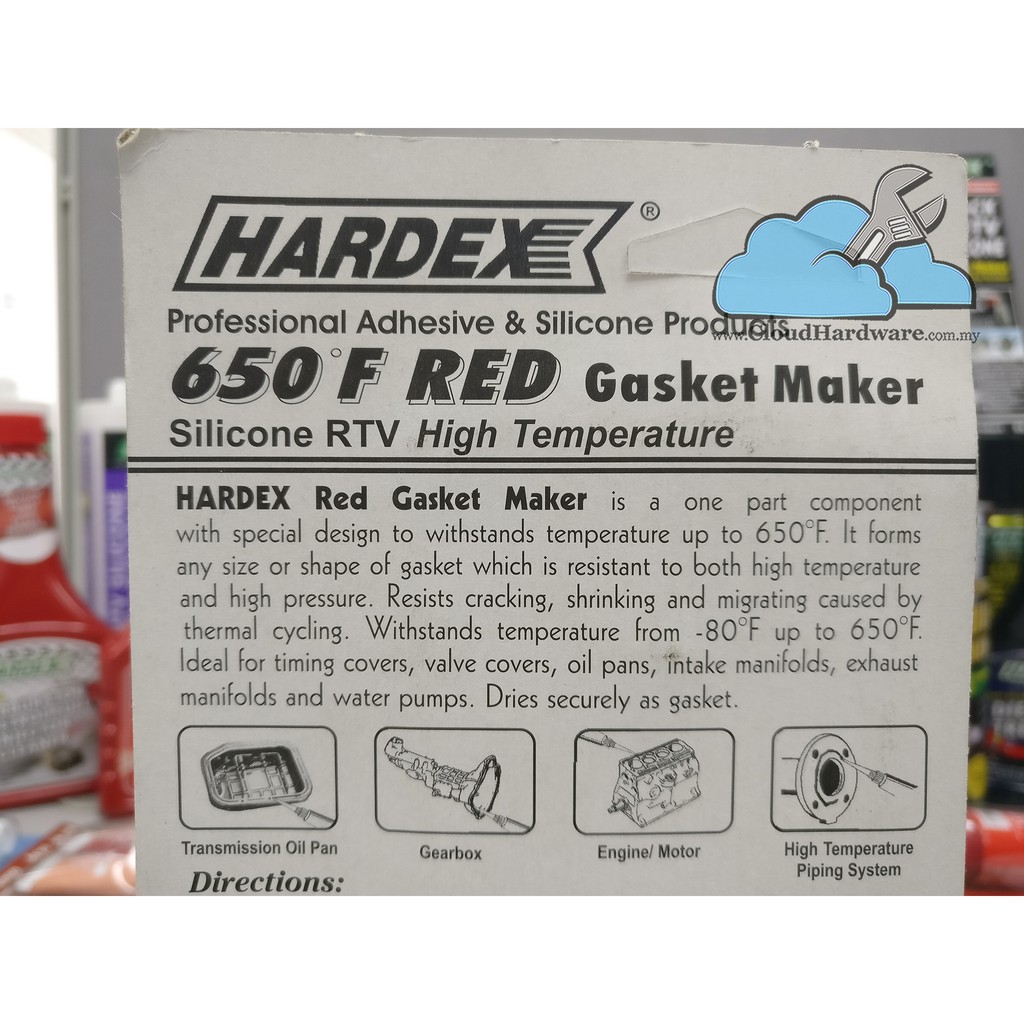 HARDEX ®
Professional Adhesive & Silicone Products
www.CloudHardware.com.my
650°F RED Gasket Maker
Silicone RTV High Temperature
HARDEX Red Gasket Maker is a one part component
with special design to withstands temperature up to 650°F. It forms
any size or shape of gasket which is resistant to both high temperature
and high pressure. Resists cracking, shrinking and migrating caused by
thermal cycling. Withstands temperature from -80°F up to 650°F.
Ideal for timing covers, valve covers, oil pans, intake manifolds, exhaust
manifolds and water pumps. Dries securely as gasket.
Transmission Oil Pan
Gearbox
Engine/ Motor
High Temperature
Piping System
Directions: